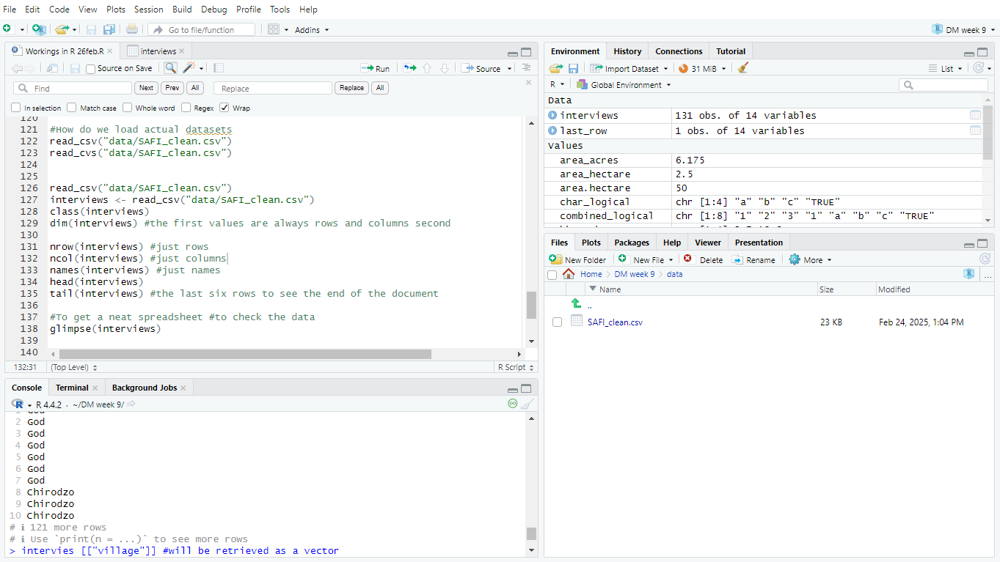 File Edit Code View Plots Session Build Debug Profile Tools Help
Go to file/function Addins DM week 9
Workings in R 26feb.R interviews
Source on Save Run Source
Find Next Prev All Replace Replace All
In selection Match case Whole word Regex Wrap
120
121 #How do we load actual datasets
122 read_csv("data/SAFI_clean.csv")
123 read_cvs("data/SAFI_clean.csv")
124
125
126 read_csv("data/SAFI_clean.csv")
127 interviews <- read_csv("data/SAFI_clean.csv")
128 class(interviews)
129 dim(interviews) #the first values are always rows and columns second
130
131 nrow(interviews) #just rows
132 ncol(interviews) #just columns
133 names(interviews) #just names
134 head(interviews)
135 tail(interviews) #the last six rows to see the end of the document
136
137 #To get a neat spreadsheet #to check the data
138 glimpse(interviews)
139
140
132:31 (Top Level) R Script
Console Terminal Background Jobs
R R 4.4.2 · ~/DM week 9/
1 God
2 God
3 God
4 God
5 God
6 God
7 God
8 Chirodzo
9 Chirodzo
10 Chirodzo
# ℹ 121 more rows
# ℹ Use `print(n = ...)` to see more rows
> intervies [["village"]] #will be retrieved as a vector
Environment History Connections Tutorial
Import Dataset 31 MiB List
R Global Environment
Data
interviews 131 obs. of 14 variables
last_row 1 obs. of 14 variables
Values
area_acres 6.175
area_hectare 2.5
area.hectare 50
char_logical chr [1:4] "a" "b" "c" "TRUE"
combined_logical chr [1:8] "1" "2" "3" "1" "a" "b" "c" "TRUE"
Files Plots Packages Help Viewer Presentation
New Folder New File Delete Rename More
Home DM week 9 data ...
Name Size Modified
..
SAFI_clean.csv 23 KB Feb 24, 2025, 1:04 PM